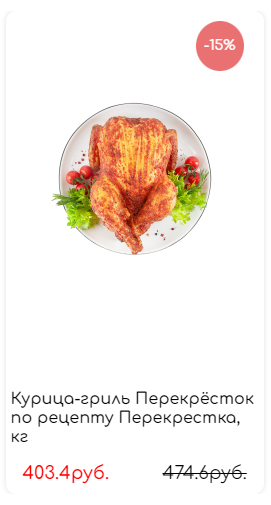 -15%
Курица-гриль Перекрёсток
по рецепту Перекрестка,
кг
403.4руб. 474.6руб.